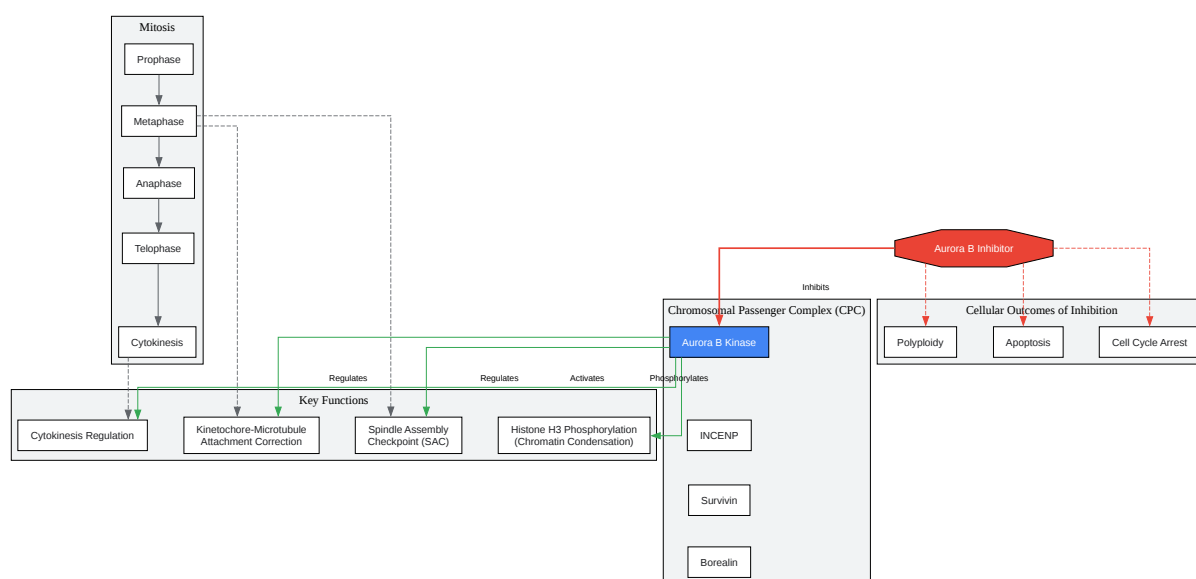 Mitosis
Prophase
Metaphase
Anaphase
Telophase
Cytokinesis
Aurora B Inhibitor
Inhibits
Chromosomal Passenger Complex (CPC)
Aurora B Kinase
INCENP
Survivin
Borealin
Cellular Outcomes of Inhibition
Polyploidy
Apoptosis
Cell Cycle Arrest
Regulates
Regulates
Activates
Phosphorylates
Key Functions
Cytokinesis Regulation
Kinetochore-Microtubule
Attachment Correction
Spindle Assembly
Checkpoint (SAC)
Histone H3 Phosphorylation
(Chromatin Condensation)